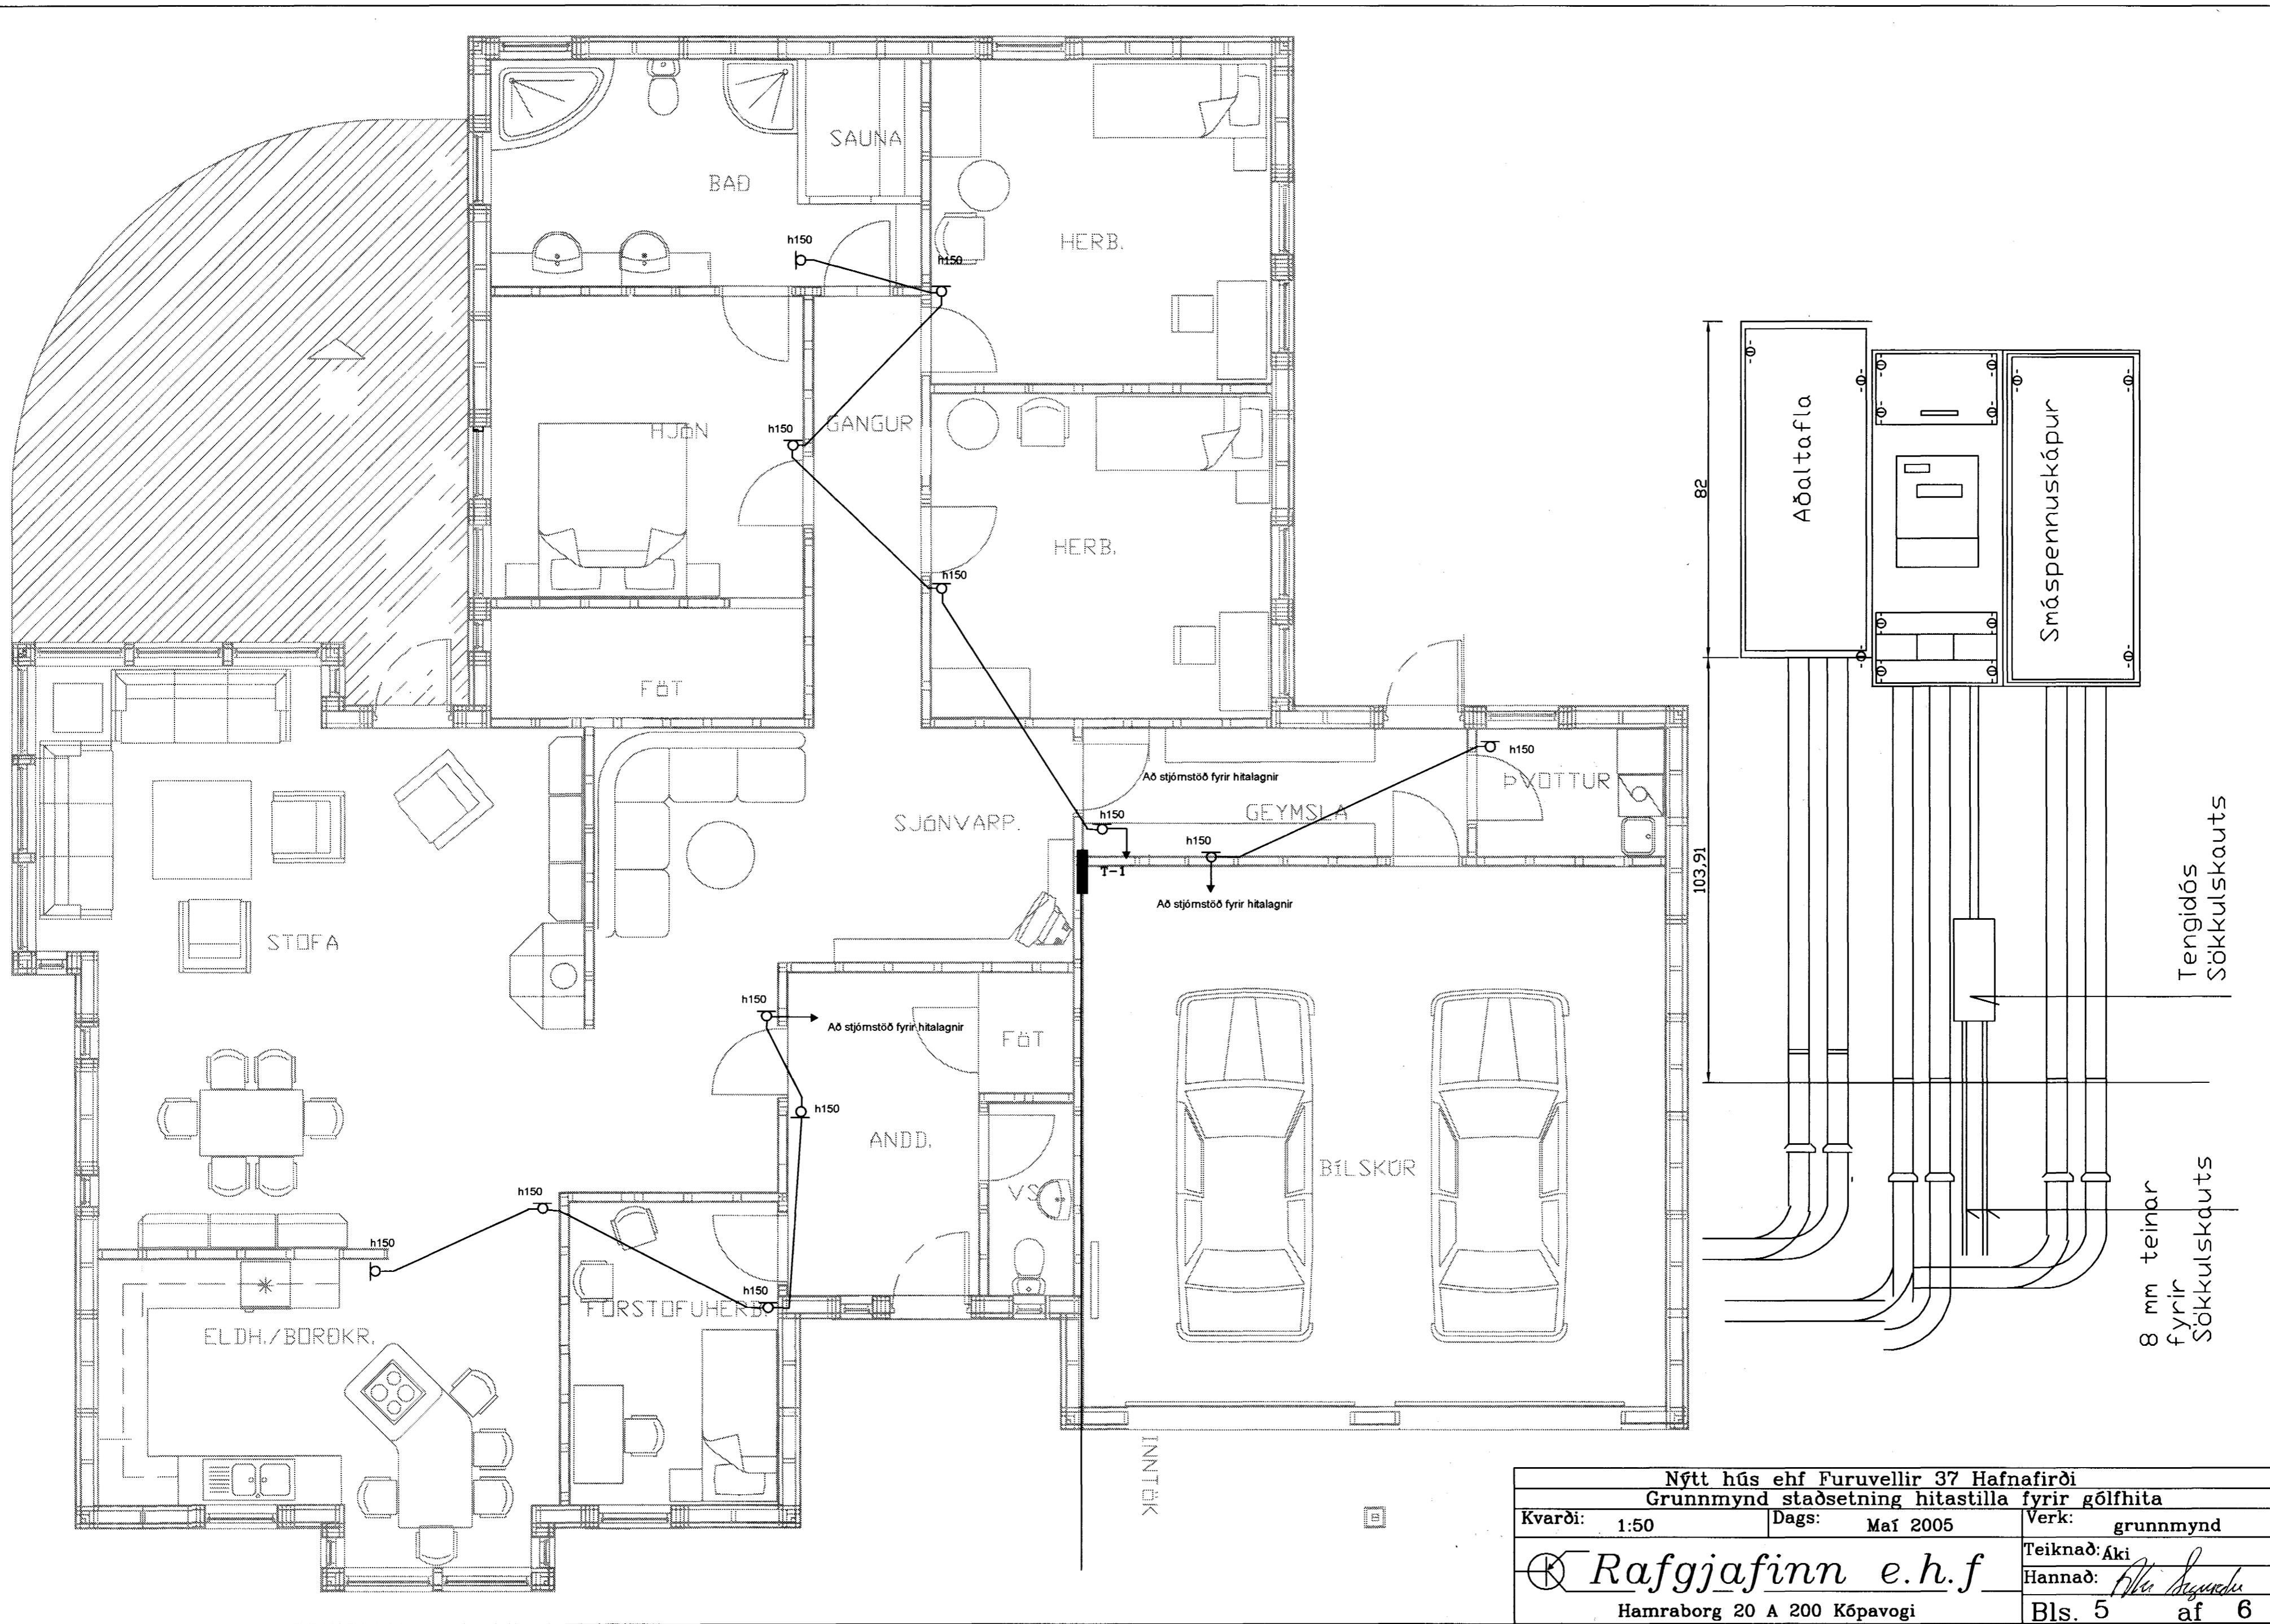 SAUNA
BAÐ
h150
h150
HERB.
HJÓN
h150
GANGUR
h150
HERB.
FÖT
h150
Að stjórnstöð fyrir hitalagnir
ÞVOTTUR
GEYMSLA
h150
h150
SJÓNVARP.
T-1
Að stjórnstöð fyrir hitalagnir
STOFA
h150
Að stjórnstöð fyrir hitalagnir
FÖT
h150
ANDD.
BÍLSKÚR
VS
h150
h150
h150
FORSTOFUHERB.
ELDH./BORÐKR.
INNTÖK
Aðaltafla
Smáspennuskápur
82
103,91
Tengidós
Sökkulskauts
8 mm teinar
fyrir
Sökkulskauts
Nýtt hús ehf Furuvellir 37 Hafnafirði
Grunnmynd staðsetning hitastilla fyrir gólfhita
Kvarði: 1:50
Dags: Maí 2005
Verk: grunnmynd
Rafgjafinn e.h.f
Hamraborg 20 A 200 Kópavogi
Teiknað: Áki
Hannað:
Bls. 5 af 6